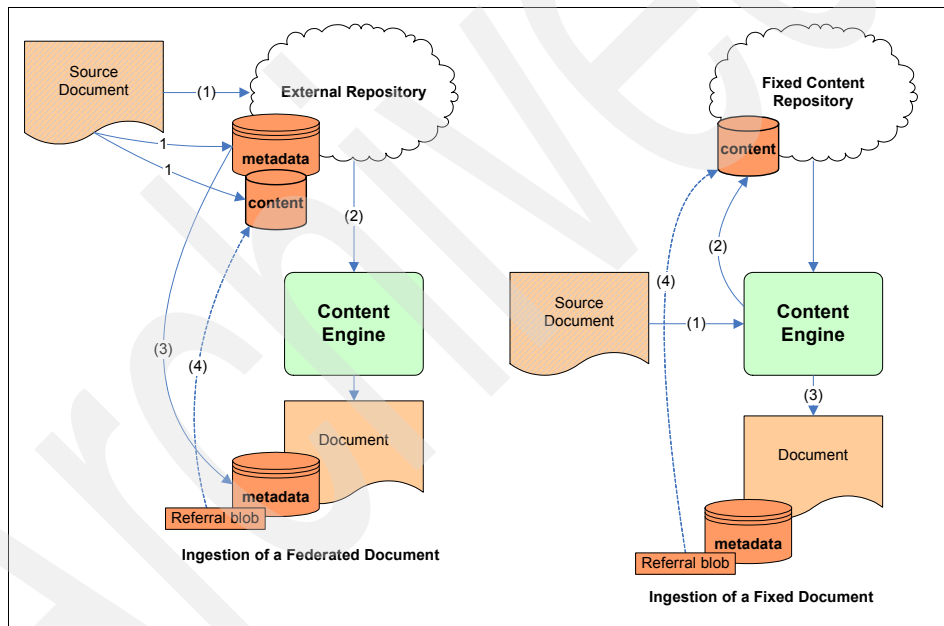 Source
Document
(1)
External Repository
1
1
metadata
content
(2)
Content
Engine
(3)
(4)
Document
metadata
Referral blob
Ingestion of a Federated Document
Fixed Content
Repository
content
(2)
(4)
Source
Document
(1)
Content
Engine
(3)
Document
metadata
Referral blob
Ingestion of a Fixed Document
Archive